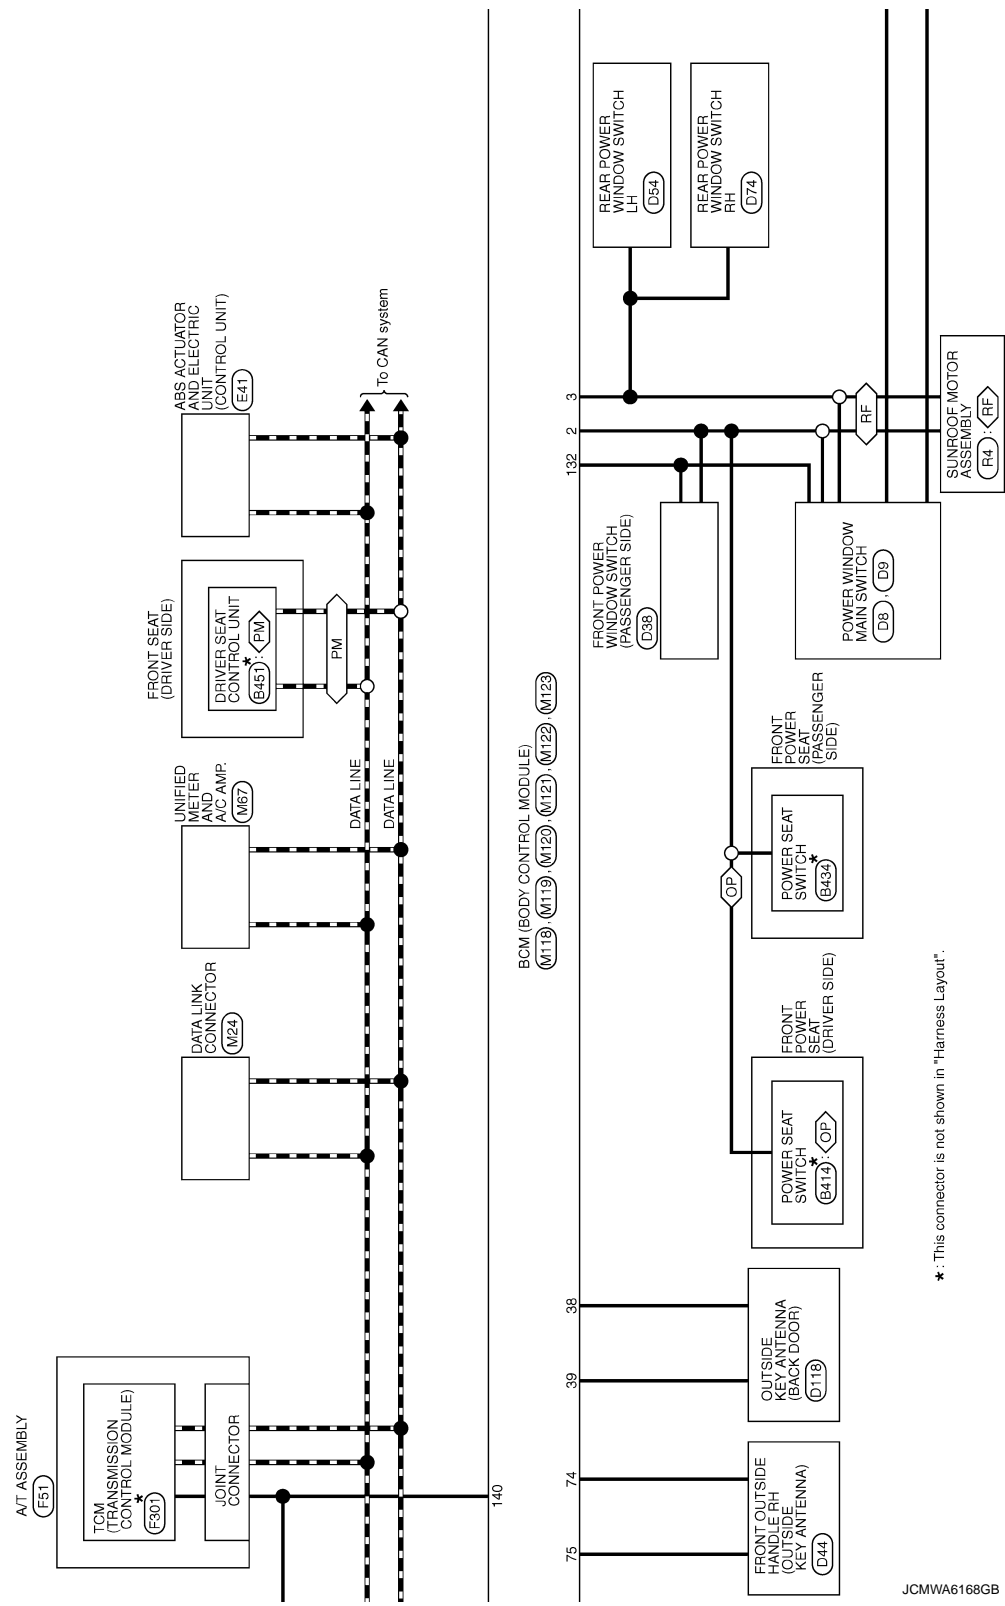 A/T ASSEMBLY
F51
TCM
(TRANSMISSION
CONTROL MODULE)
*
F301
JOINT
CONNECTOR
DATA LINK
CONNECTOR
M24
UNIFIED
METER
AND
A/C AMP.
M67
DATA LINE
DATA LINE
FRONT SEAT
(DRIVER SIDE)
DRIVER SEAT
CONTROL UNIT
*
B451 : PM
PM
ABS ACTUATOR
AND ELECTRIC
UNIT
(CONTROL UNIT)
E41
To CAN system
140
BCM (BODY CONTROL MODULE)
M118 , M119 , M120 , M121 , M122 , M123
75
74
39
38
132
2
3
FRONT OUTSIDE
HANDLE RH
(OUTSIDE
KEY ANTENNA)
D44
OUTSIDE
KEY ANTENNA
(BACK DOOR)
D118
FRONT
POWER
SEAT
(DRIVER SIDE)
POWER SEAT
SWITCH
*
B414 : OP
OP
FRONT
POWER
SEAT
(PASSENGER
SIDE)
POWER SEAT
SWITCH
*
B434
FRONT POWER
WINDOW SWITCH
(PASSENGER SIDE)
D38
POWER WINDOW
MAIN SWITCH
D8 , D9
RF
SUNROOF MOTOR
ASSEMBLY
R4 : RF
REAR POWER
WINDOW SWITCH
LH
D54
REAR POWER
WINDOW SWITCH
RH
D74
* : This connector is not shown in "Harness Layout".
JCMWA6168GB